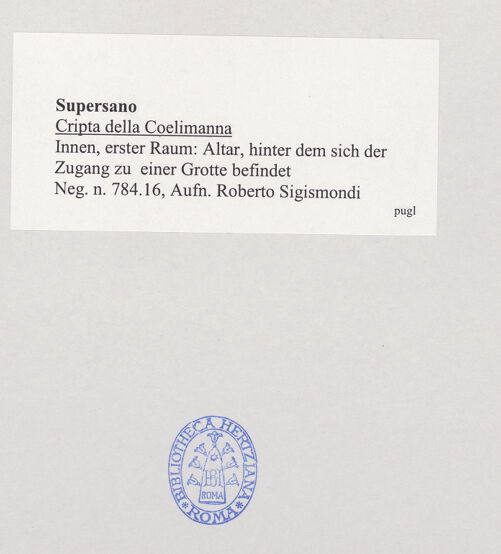 Supersano
Cripta della Coelimanna
Innen, erster Raum: Altar, hinter dem sich der
Zugang zu einer Grotte befindet
Neg. n. 784.16, Aufn. Roberto Sigismondi
pugl
BIBLIOTHECA HERTZIANA
ROMA
* ROMA *